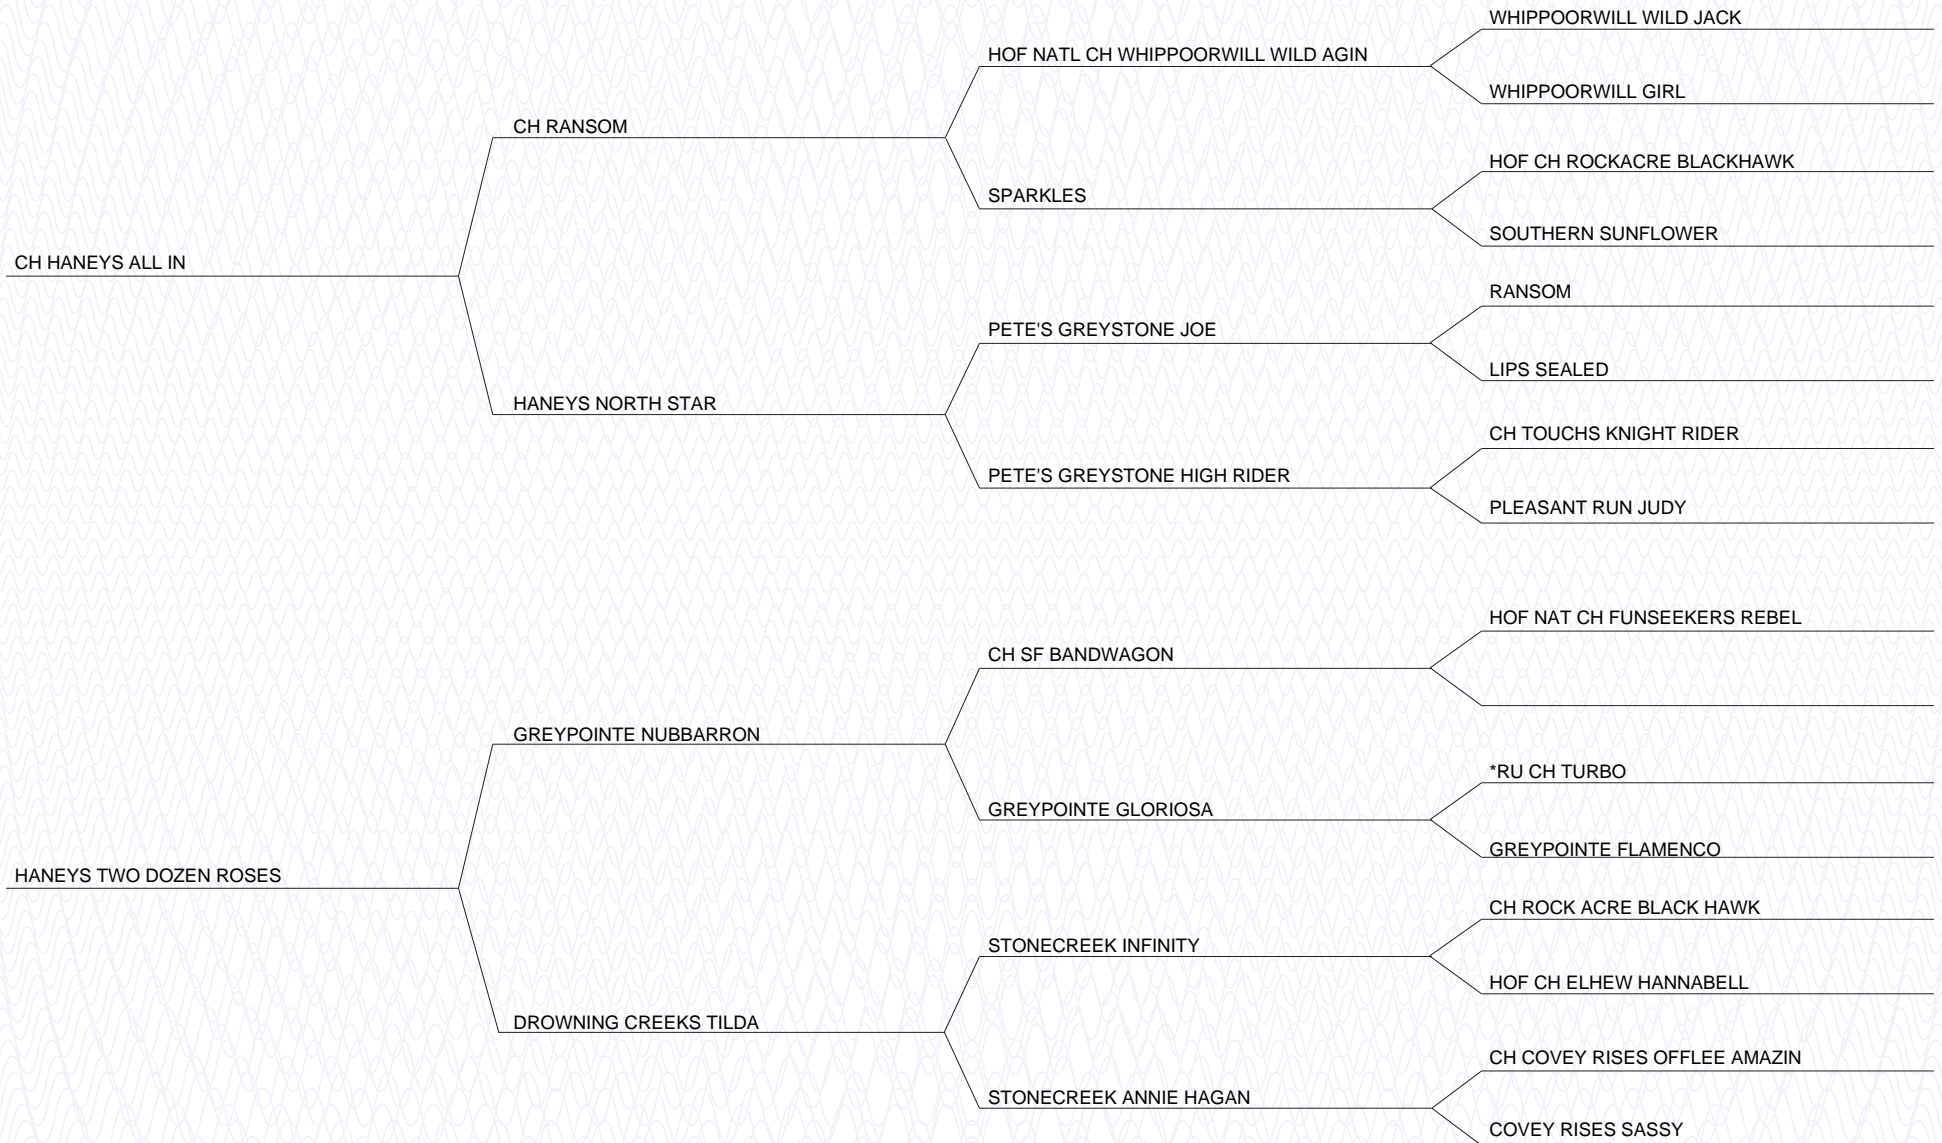 WHIPPOORWILL WILD JACK
HOF NATL CH WHIPPOORWILL WILD AGIN
WHIPPOORWILL GIRL
CH RANSOM
HOF CH ROCKACRE BLACKHAWK
SPARKLES
SOUTHERN SUNFLOWER
CH HANEYS ALL IN
RANSOM
PETE'S GREYSTONE JOE
LIPS SEALED
HANEYS NORTH STAR
CH TOUCHS KNIGHT RIDER
PETE'S GREYSTONE HIGH RIDER
PLEASANT RUN JUDY
HOF NAT CH FUNSEEKERS REBEL
CH SF BANDWAGON
GREYPOINTE NUBBARRON
*RU CH TURBO
GREYPOINTE GLORIOSA
GREYPOINTE FLAMENCO
HANEYS TWO DOZEN ROSES
CH ROCK ACRE BLACK HAWK
STONECREEK INFINITY
HOF CH ELHEW HANNABELL
DROWNING CREEKS TILDA
CH COVEY RISES OFFLEE AMAZIN
STONECREEK ANNIE HAGAN
COVEY RISES SASSY